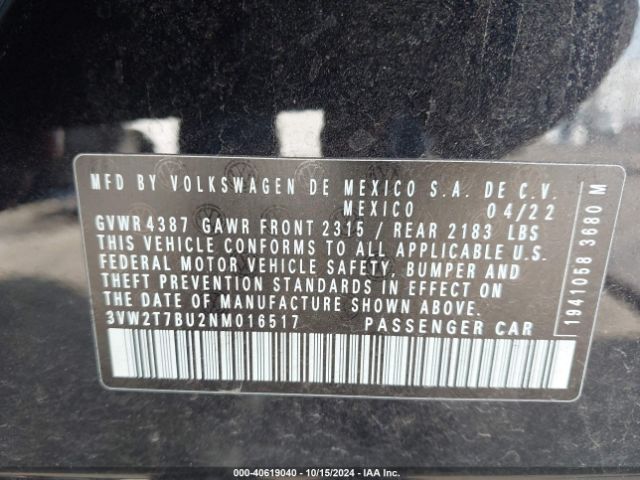 MFD BY VOLKSWAGEN DE MEXICO S.A. DE C.V.
MEXICO 04/22
GVWR 4387 GAWR FRONT 2315 / REAR 2183 LBS
THIS VEHICLE CONFORMS TO ALL APPLICABLE U.S.
FEDERAL MOTOR VEHICLE SAFETY, BUMPER AND
THEFT PREVENTION STANDARDS IN EFFECT ON THE
DATE OF MANUFACTURE SHOWN ABOVE.
3VW2T7BU2NM016517 PASSENGER CAR
1941058 3680 M
000-40619040 - 10/15/2024 - IAAI.COM